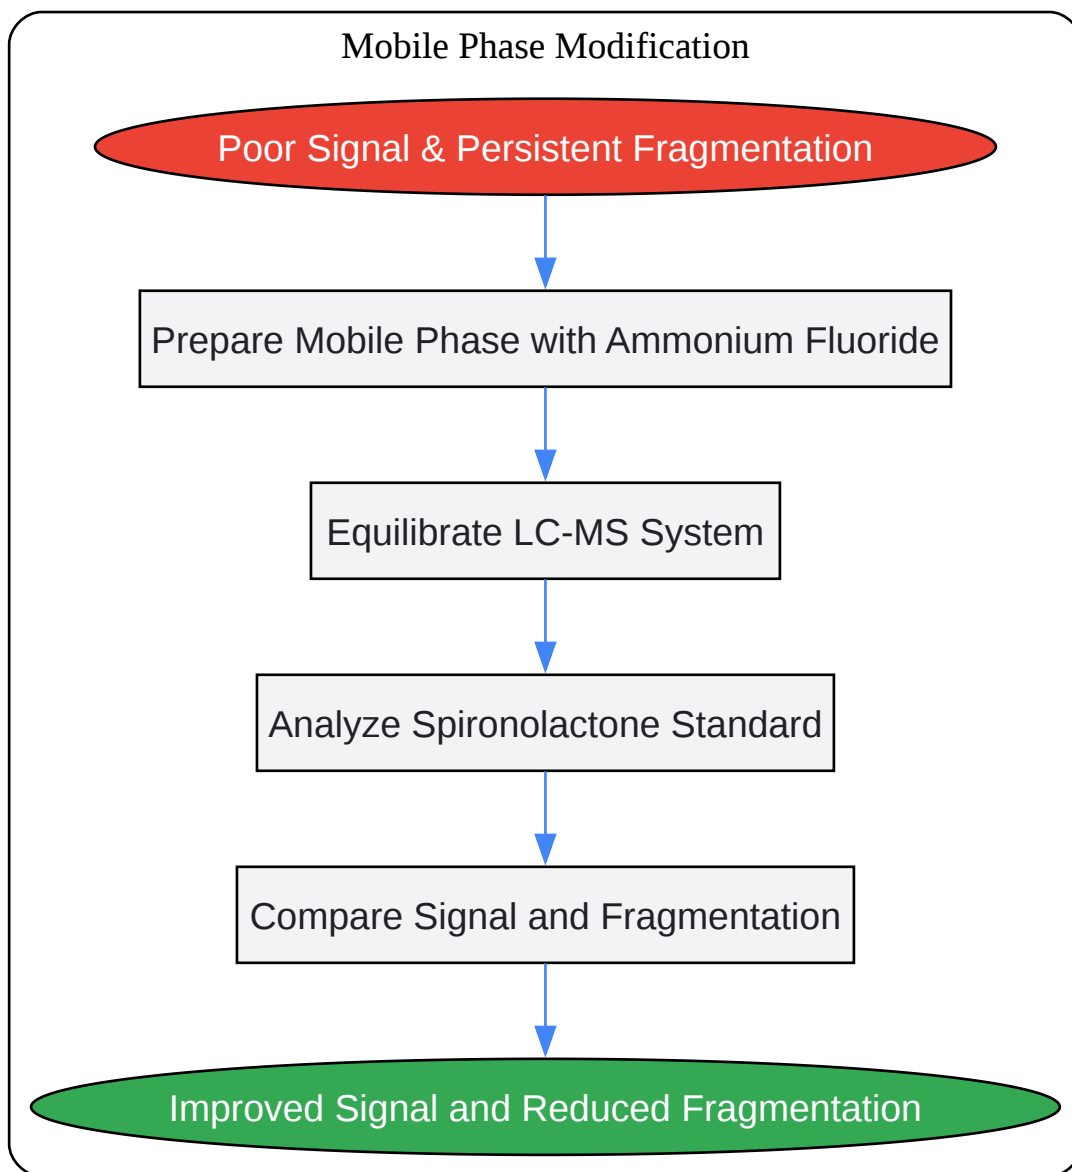 Mobile Phase Modification
Poor Signal & Persistent Fragmentation
Prepare Mobile Phase with Ammonium Fluoride
Equilibrate LC-MS System
Analyze Spironolactone Standard
Compare Signal and Fragmentation
Improved Signal and Reduced Fragmentation